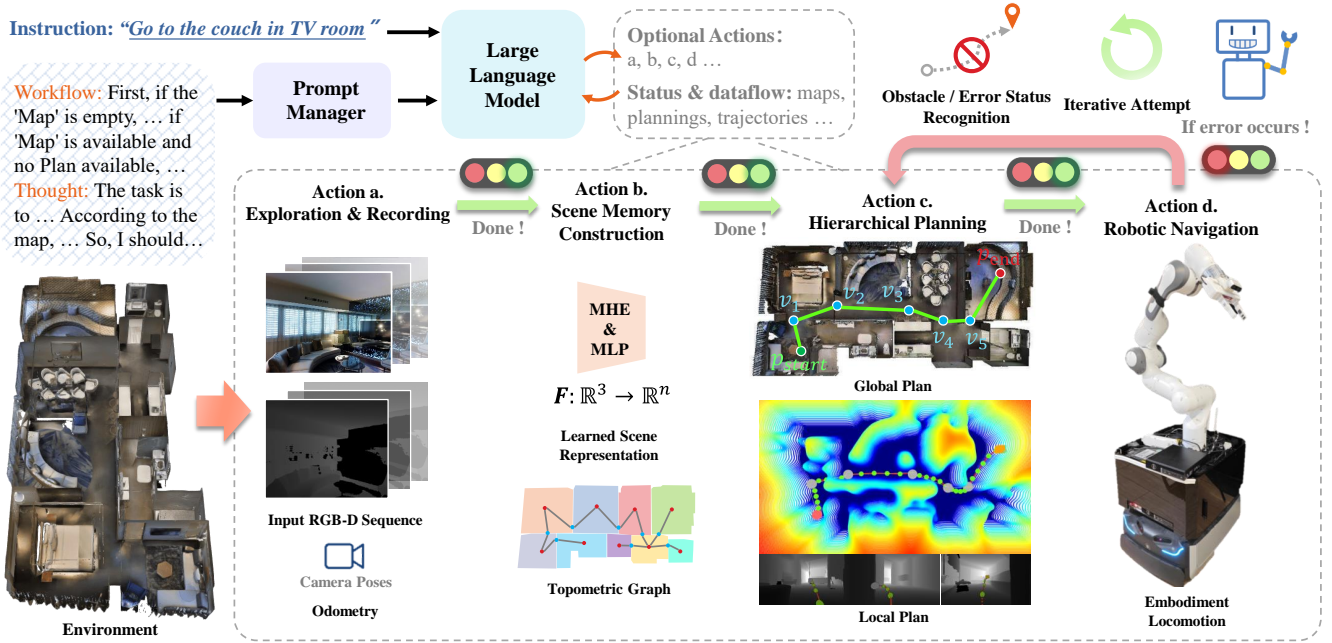 Instruction: “Go to the couch in TV room”
Workflow: First, if the
'Map' is empty, … if
'Map' is available and
no Plan available, …
Thought: The task is
to … According to the
map, … So, I should…
Prompt
Manager
Large
Language
Model
Optional Actions:
a, b, c, d …
Status & dataflow: maps,
plannings, trajectories …
Obstacle / Error Status
Recognition
Iterative Attempt
If error occurs !
Environment
Action a.
Exploration & Recording
Done !
Input RGB-D Sequence
Camera Poses
Odometry
Action b.
Scene Memory
Construction
Done !
MHE
&
MLP
F: ℝ³ → ℝⁿ
Learned Scene
Representation
Topometric Graph
Action c.
Hierarchical Planning
Done !
p_end
v₁
v₂
v₃
v₄
v₅
p_start
Global Plan
Local Plan
Action d.
Robotic Navigation
Embodiment
Locomotion